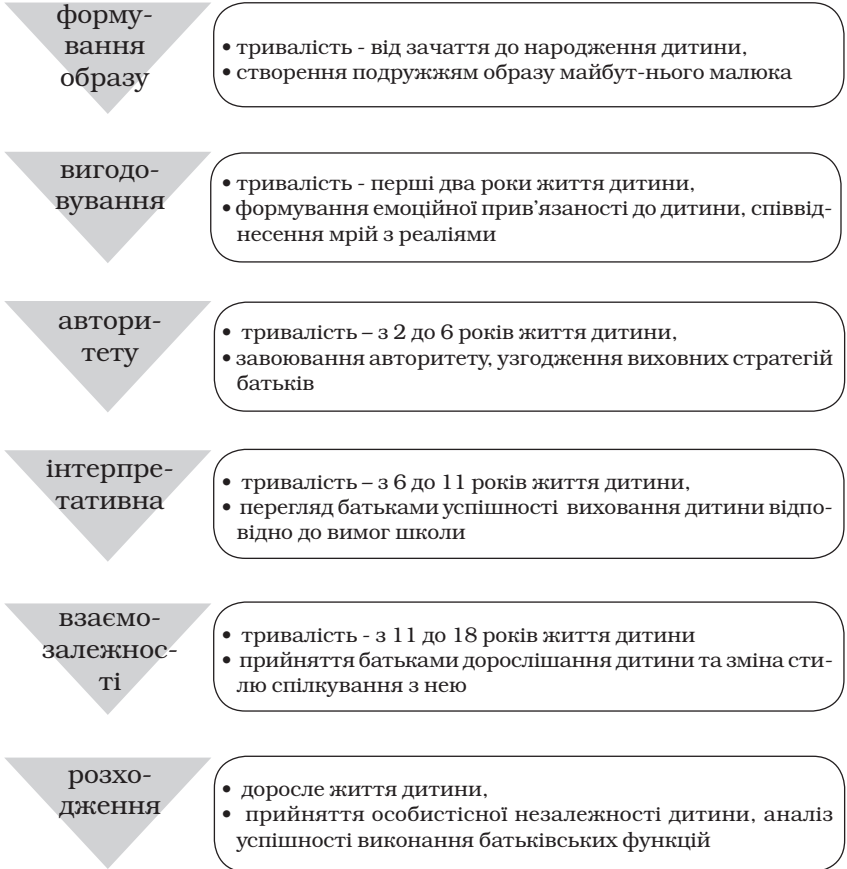 форму-
вання
образу
• тривалість - від зачаття до народження дитини,
• створення подружжям образу майбут-нього малюка
вигодо-
вування
• тривалість - перші два роки життя дитини,
• формування емоційної прив’язаності до дитини, співвід-
несення мрій з реаліями
автори-
тету
• тривалість – з 2 до 6 років життя дитини,
• завоювання авторитету, узгодження виховних стратегій
батьків
інтерпре-
тативна
• тривалість – з 6 до 11 років життя дитини,
• перегляд батьками успішності виховання дитини відпо-
відно до вимог школи
взаємо-
залежнос-
ті
• тривалість - з 11 до 18 років життя дитини
• прийняття батьками дорослішання дитини та зміна сти-
лю спілкування з нею
розхо-
дження
• доросле життя дитини,
• прийняття особистісної незалежності дитини, аналіз
успішності виконання батьківських функцій